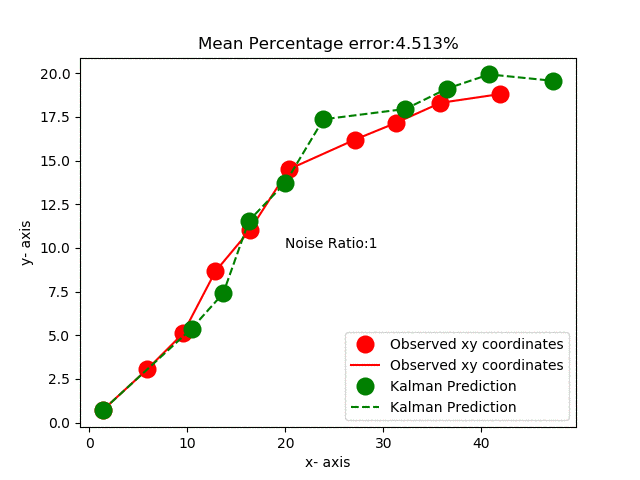 Mean Percentage error:4.513%
20.0
17.5
15.0
12.5
10.0
7.5
5.0
2.5
0.0
y- axis
Noise Ratio:1
Observed xy coordinates
Observed xy coordinates
Kalman Prediction
Kalman Prediction
0 10 20 30 40
x- axis